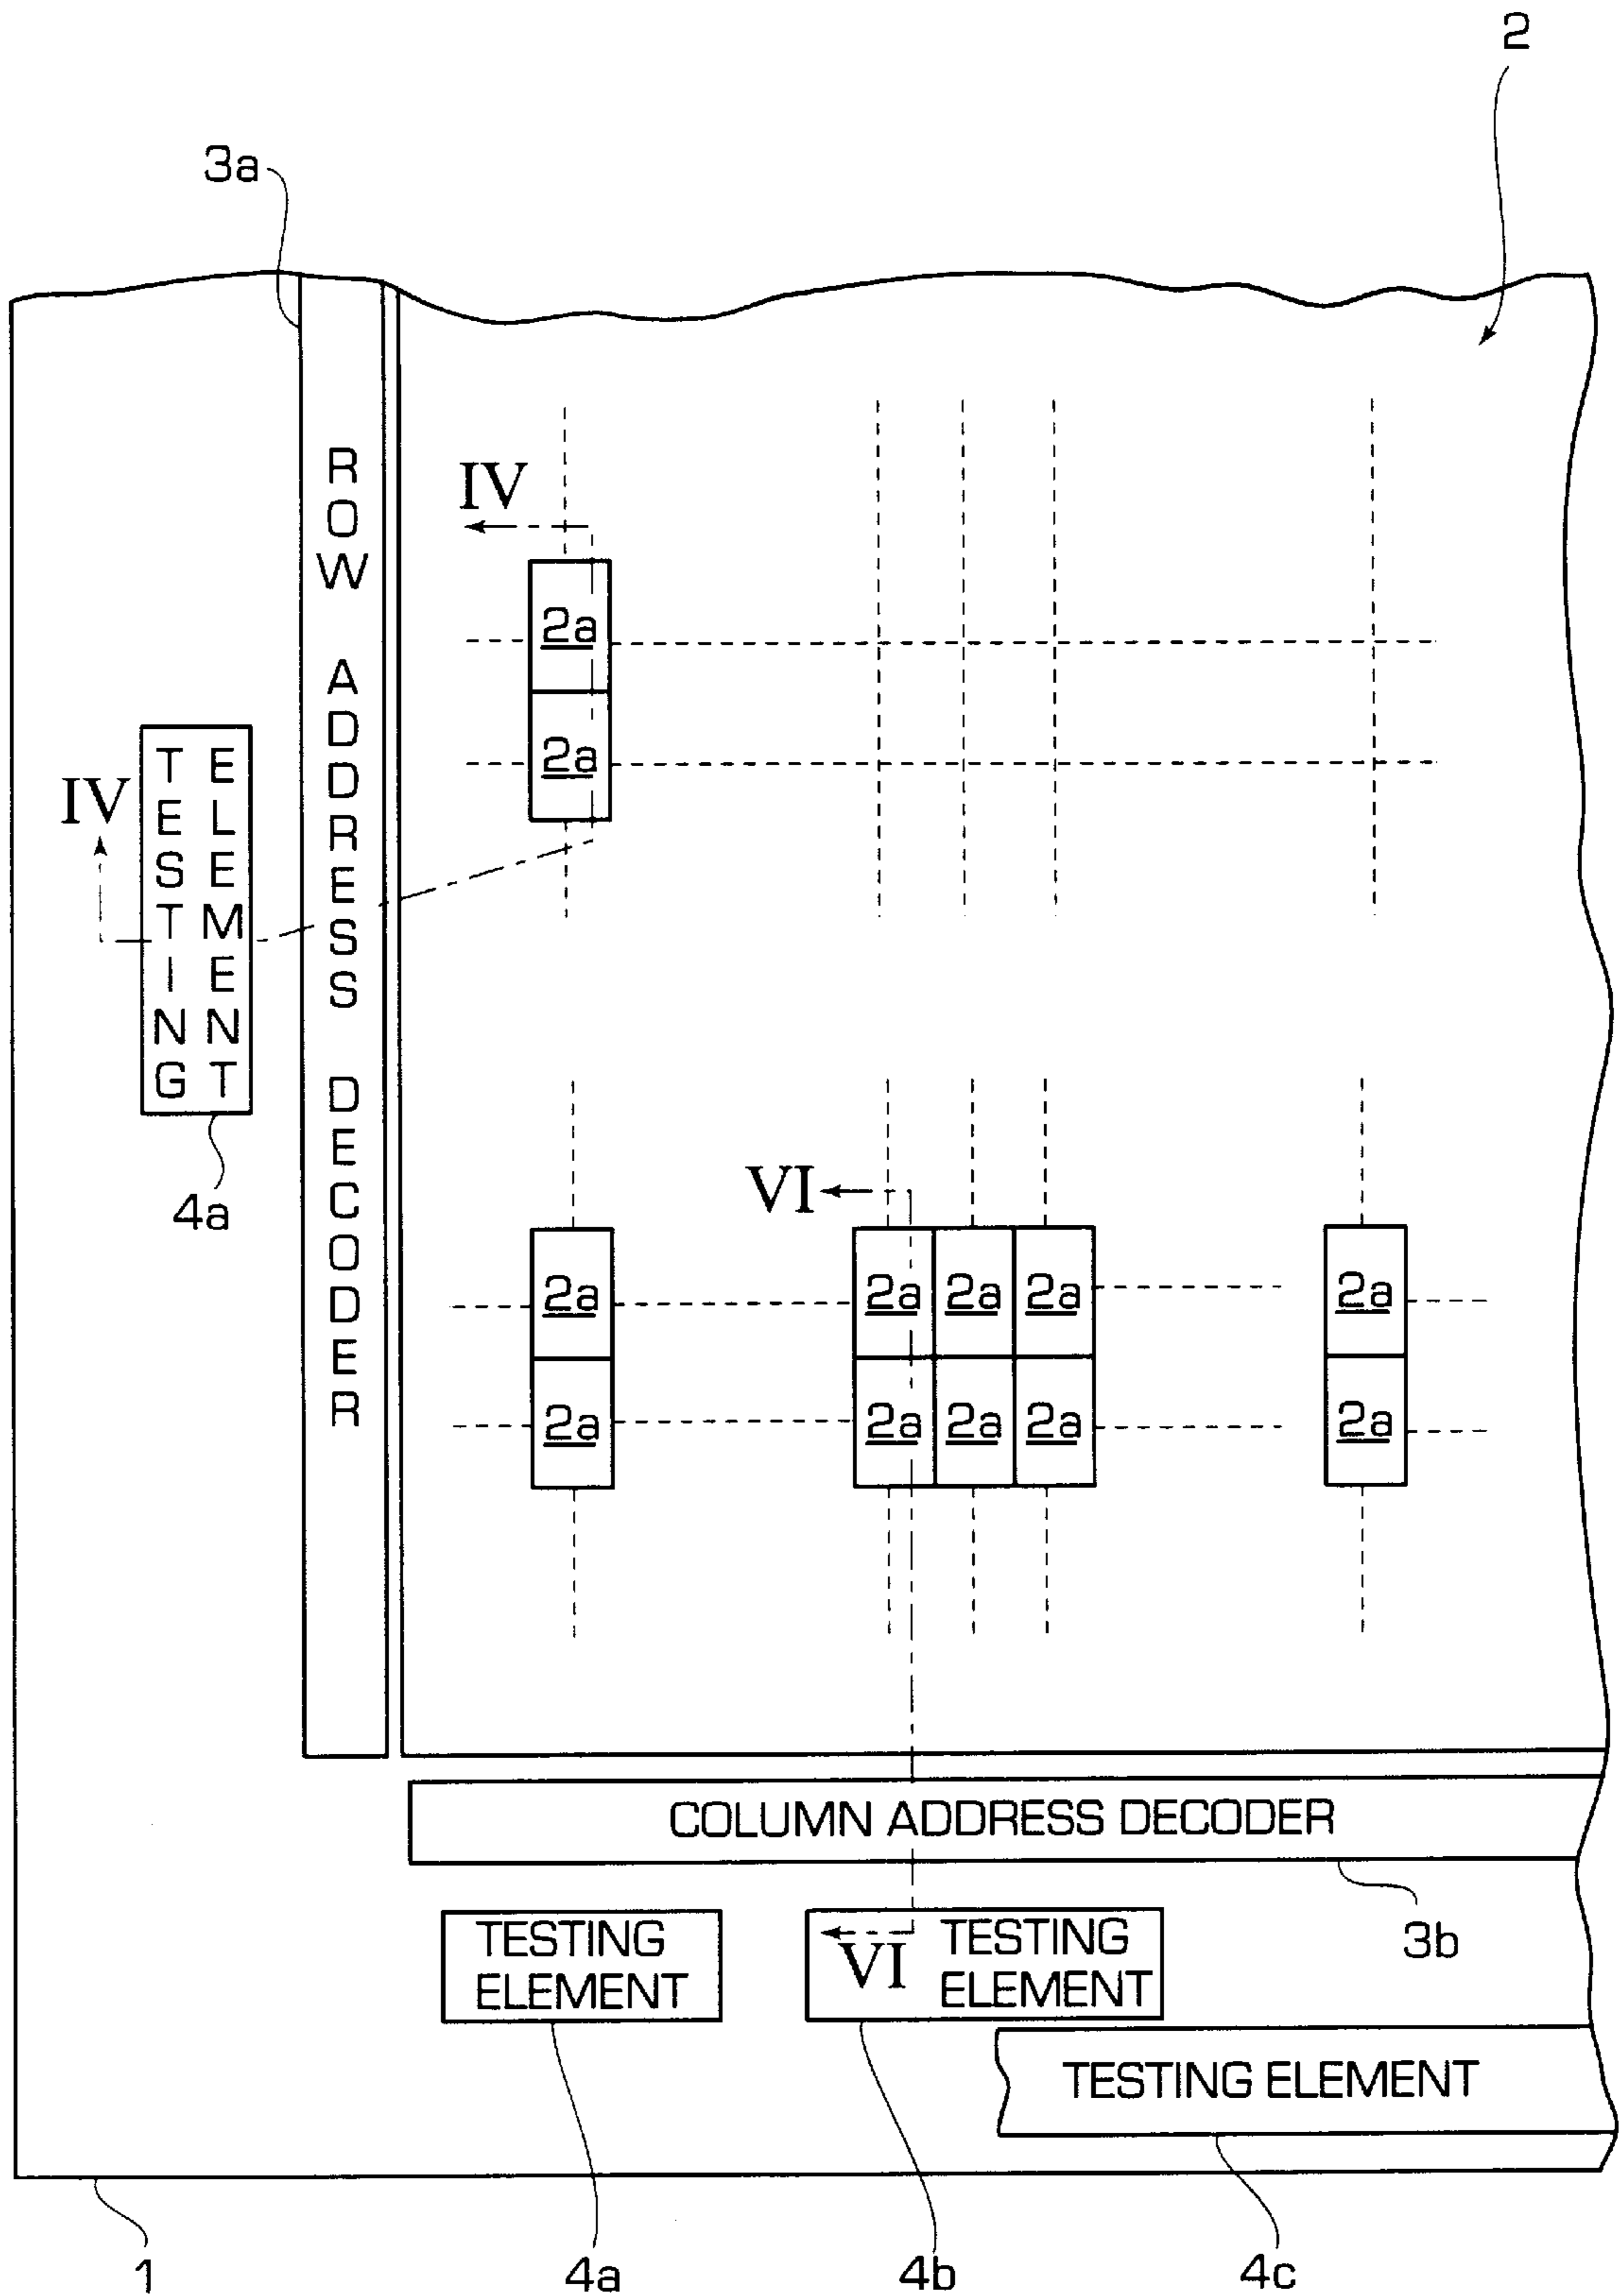 2
3a
ROW ADDRESS DECODER
IV
2a
2a
IV
TESTING
ELEMENT
4a
VI
2a 2a 2a 2a 2a
2a 2a 2a 2a 2a
COLUMN ADDRESS DECODER
3b
TESTING
ELEMENT
VI
TESTING
ELEMENT
TESTING ELEMENT
1
4a
4b
4c